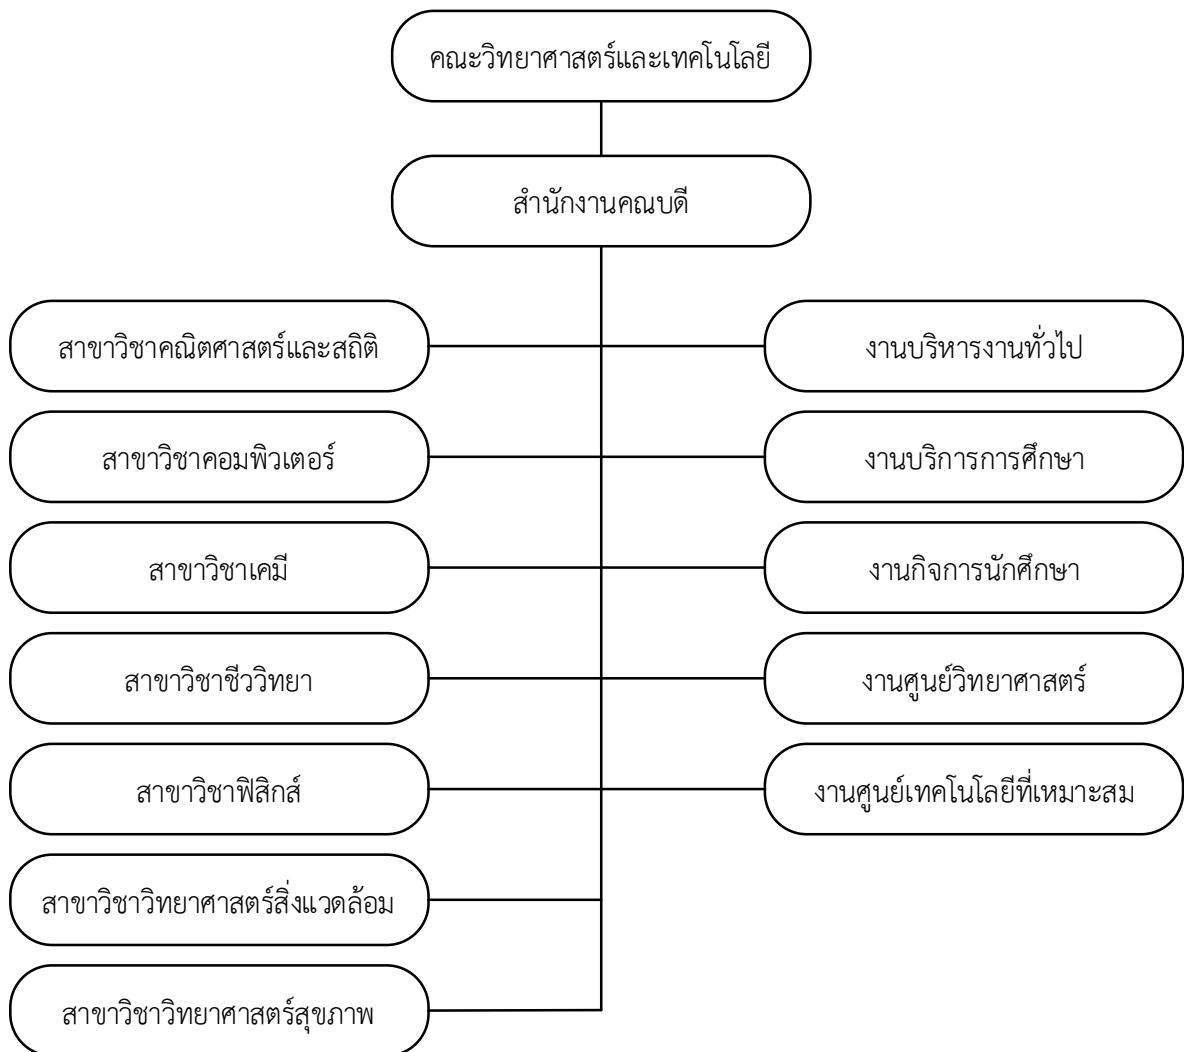 คณะวิทยาศาสตร์และเทคโนโลยี
สำนักงานคณบดี
สาขาวิชาคณิตศาสตร์และสถิติ
งานบริหารงานทั่วไป
สาขาวิชาคอมพิวเตอร์
งานบริการการศึกษา
สาขาวิชาเคมี
งานกิจการนักศึกษา
สาขาวิชาชีววิทยา
งานศูนย์วิทยาศาสตร์
สาขาวิชาฟิสิกส์
งานศูนย์เทคโนโลยีที่เหมาะสม
สาขาวิชาวิทยาศาสตร์สิ่งแวดล้อม
สาขาวิชาวิทยาศาสตร์สุขภาพ